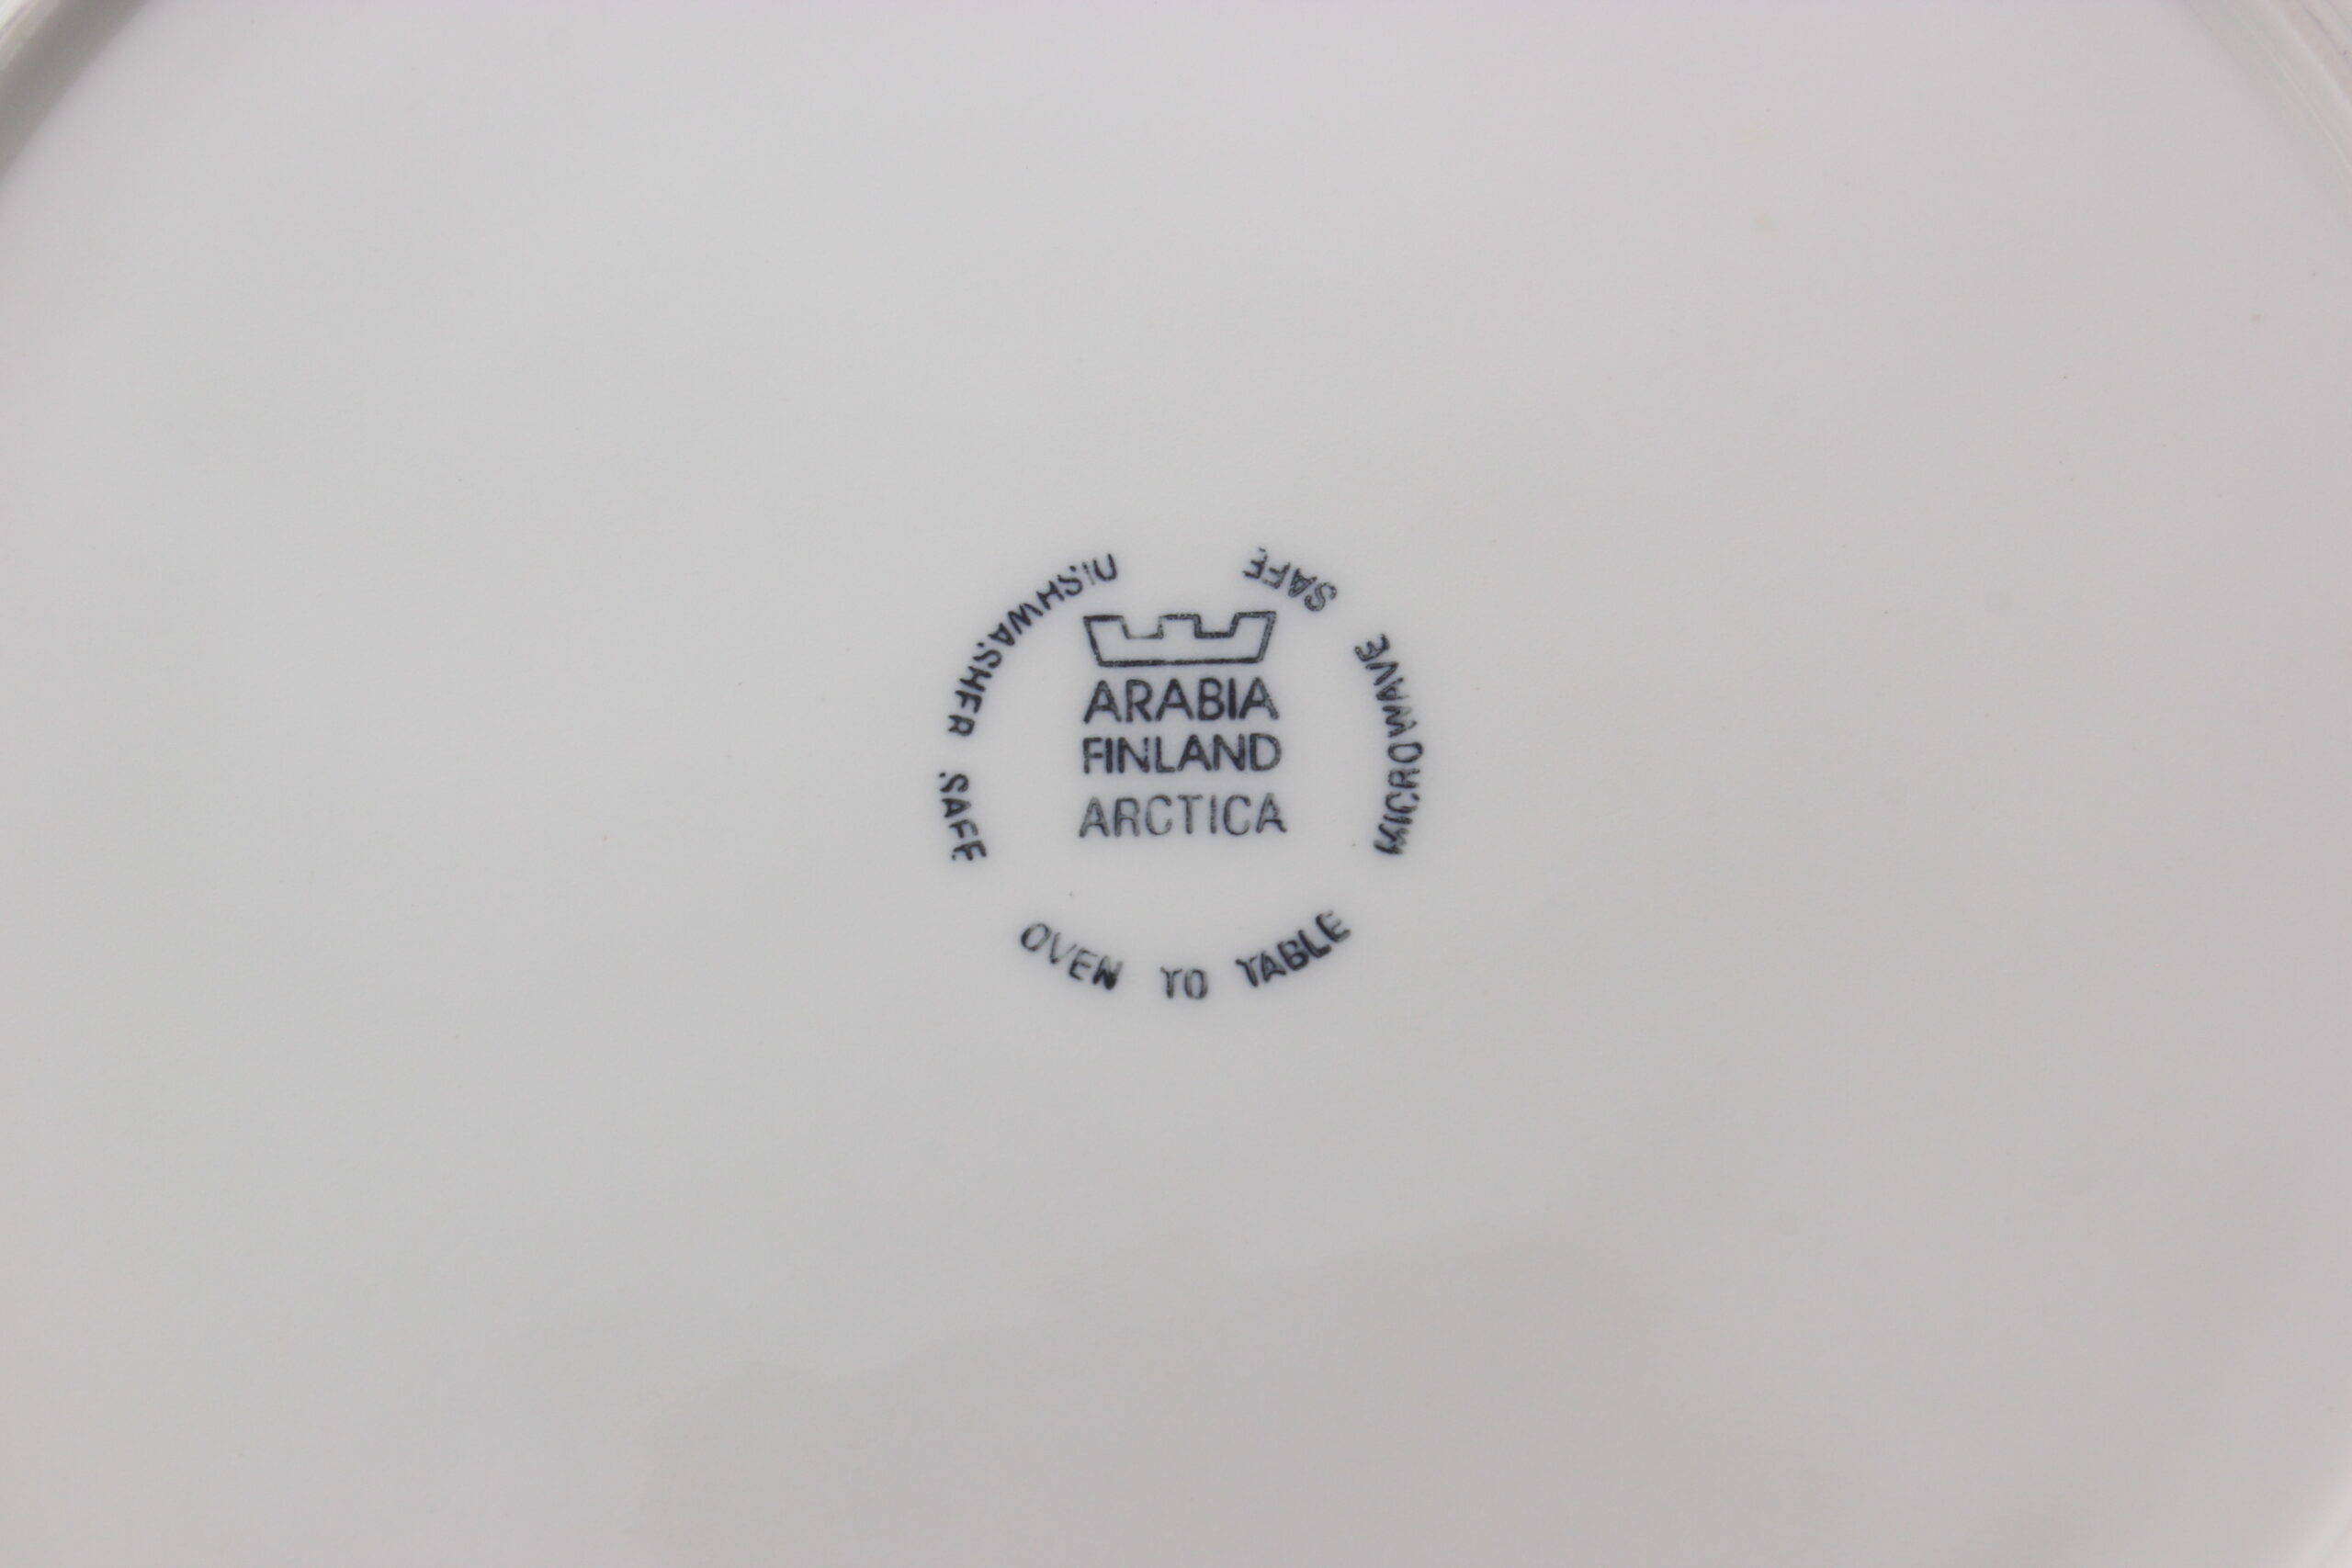 ARABIA
FINLAND
ARCTICA
DISHWASHER SAFE
OVEN TO TABLE
MICROWAVE SAFE